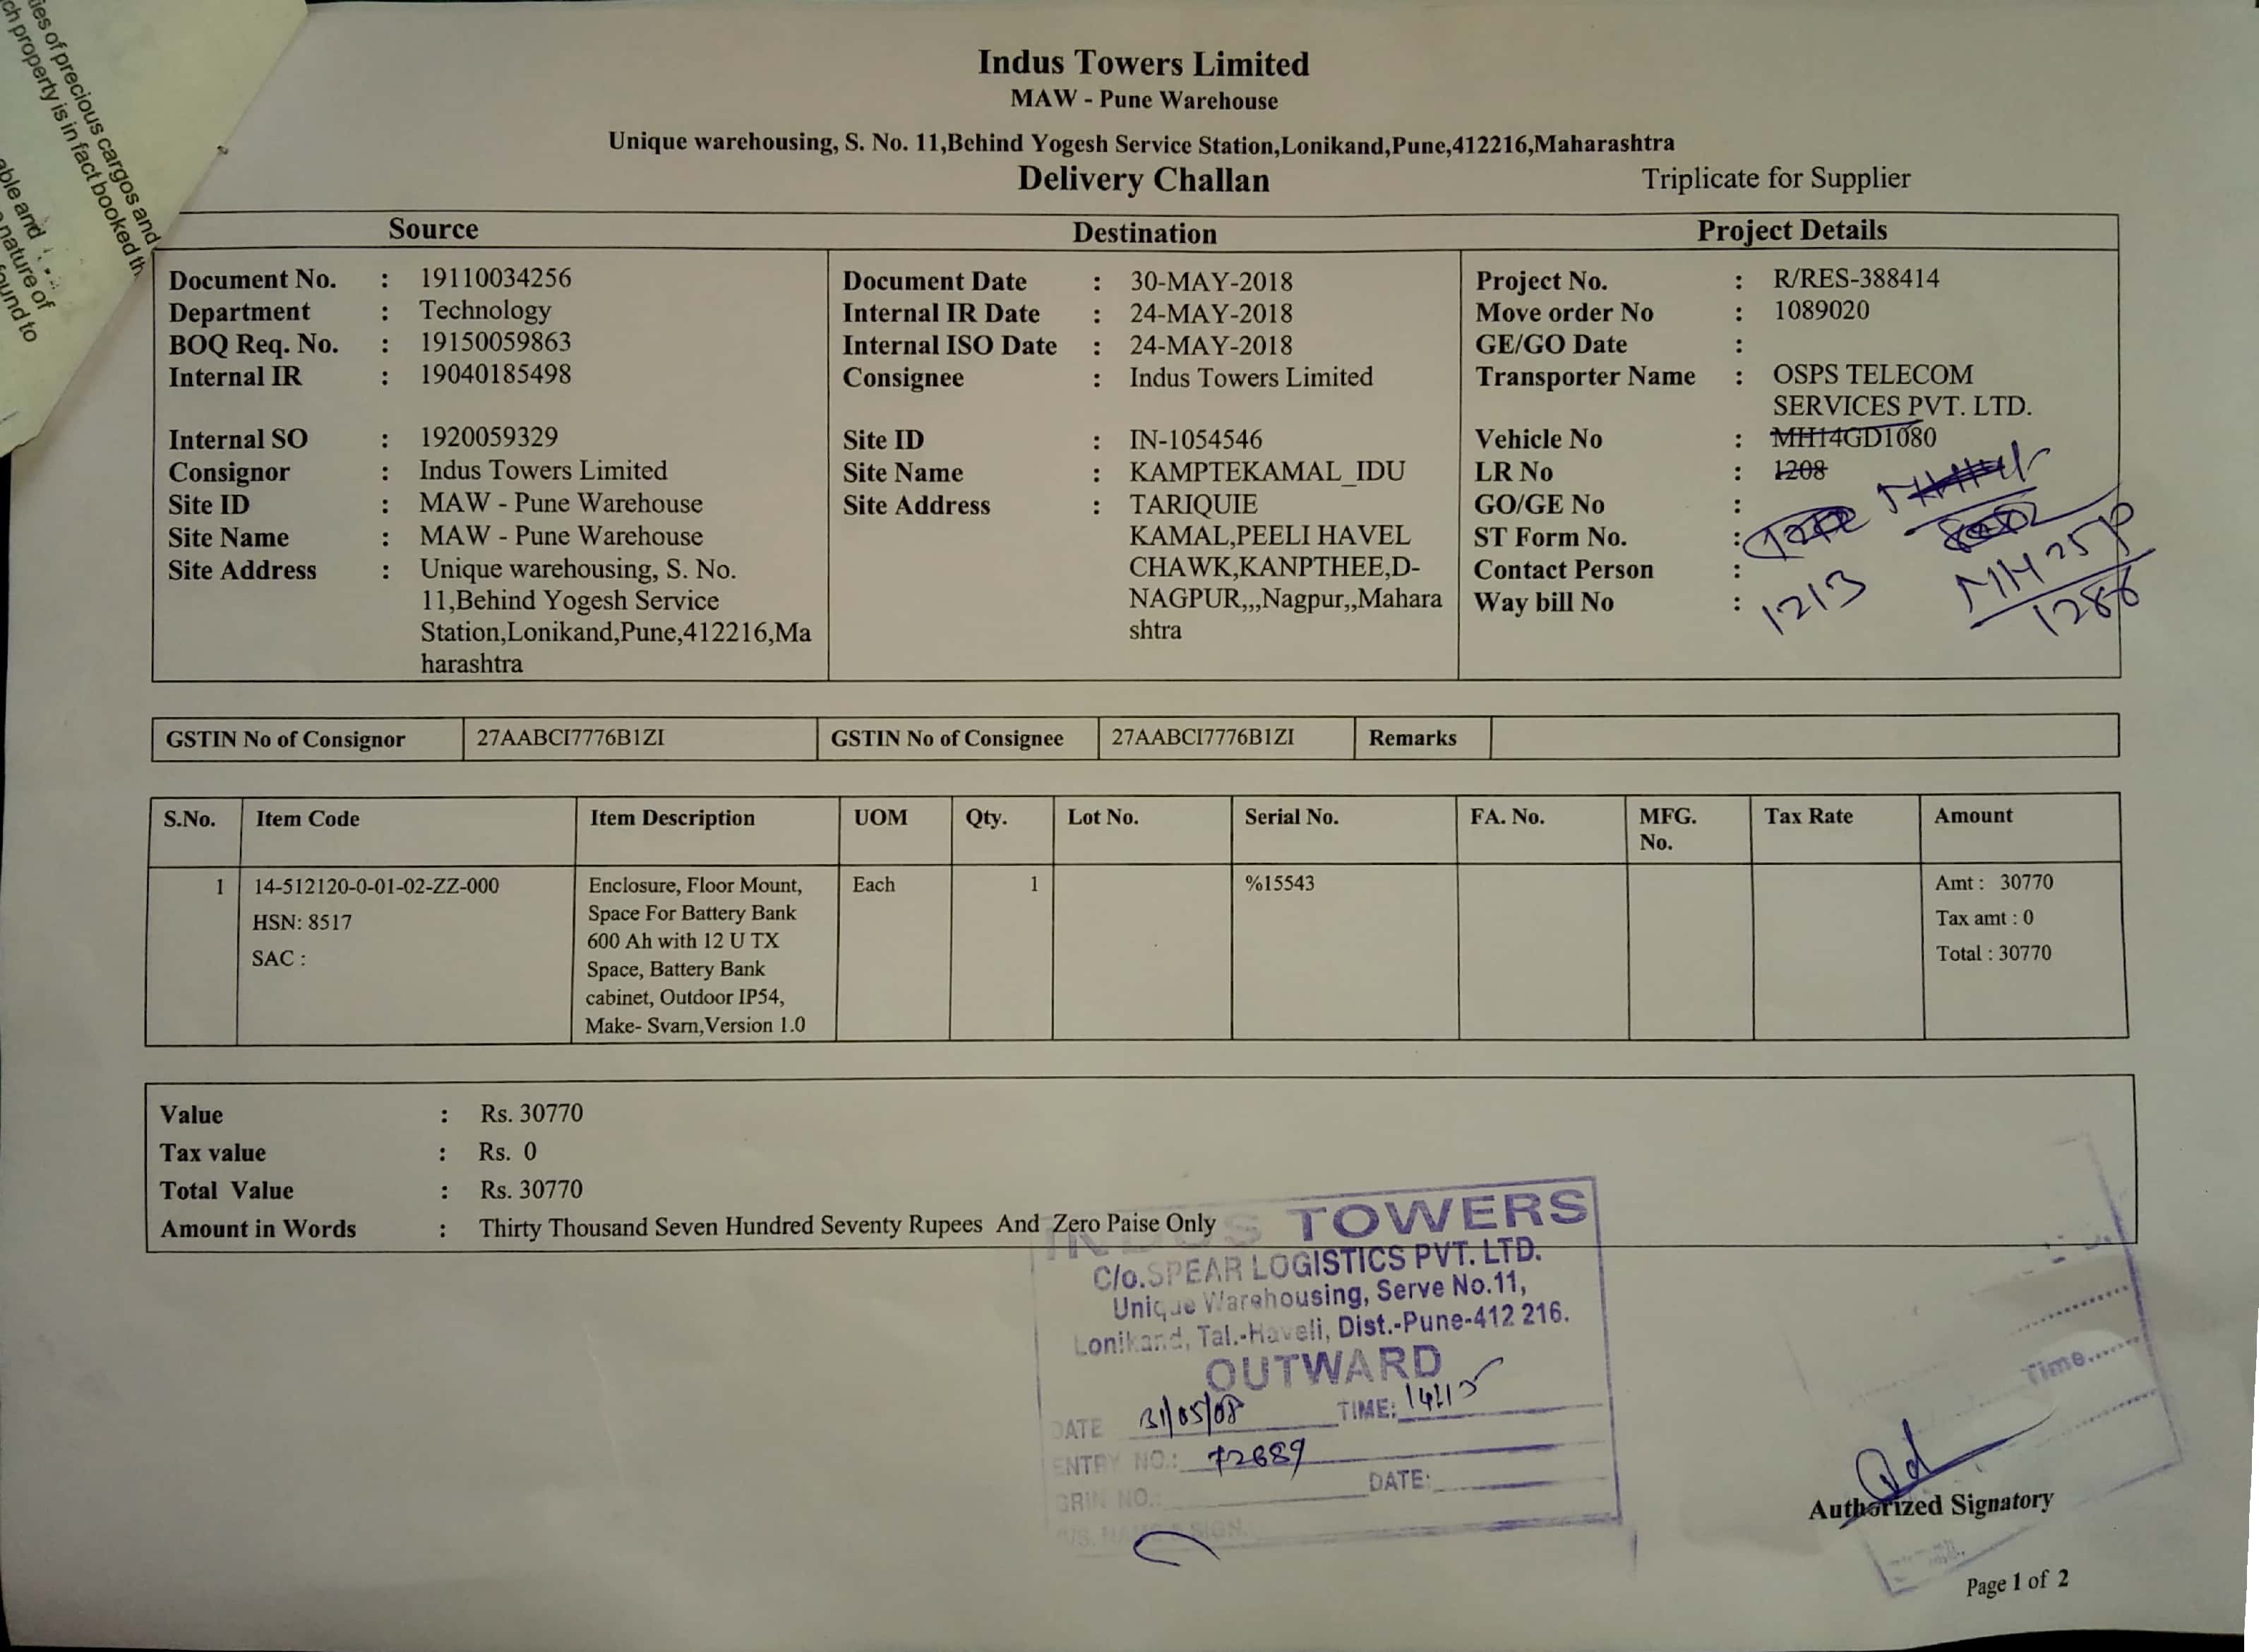 ies of precious cargos and
ch property is in fact booked th
able and
nature of
ound to
Indus Towers Limited
MAW - Pune Warehouse
Unique warehousing, S. No. 11,Behind Yogesh Service Station,Lonikand,Pune,412216,Maharashtra
Delivery Challan Triplicate for Supplier
Source Destination Project Details
Document No. : 19110034256 Document Date : 30-MAY-2018 Project No. : R/RES-388414
Department : Technology Internal IR Date : 24-MAY-2018 Move order No : 1089020
BOQ Req. No. : 19150059863 Internal ISO Date : 24-MAY-2018 GE/GO Date :
Internal IR : 19040185498 Consignee : Indus Towers Limited Transporter Name : OSPS TELECOM
SERVICES PVT. LTD.
Internal SO : 1920059329 Site ID : IN-1054546 Vehicle No : MH14GD1080
Consignor : Indus Towers Limited Site Name : KAMPTEKAMAL_IDU LR No : 1208
Site ID : MAW - Pune Warehouse Site Address : TARIQUIE GO/GE No :
Site Name : MAW - Pune Warehouse KAMAL,PEELI HAVEL ST Form No. :
Site Address : Unique warehousing, S. No. CHAWK,KANPTHEE,D- Contact Person :
11,Behind Yogesh Service NAGPUR,,,Nagpur,,Mahara Way bill No : 1213 MH25P
Station,Lonikand,Pune,412216,Ma shtra 1286
harashtra
GSTIN No of Consignor 27AABCI7776B1ZI GSTIN No of Consignee 27AABCI7776B1ZI Remarks
S.No. Item Code Item Description UOM Qty. Lot No. Serial No. FA. No. MFG. Tax Rate Amount
No.
1 14-512120-0-01-02-ZZ-000 Enclosure, Floor Mount, Each 1 %15543 Amt : 30770
HSN: 8517 Space For Battery Bank Tax amt : 0
600 Ah with 12 U TX
SAC : Space, Battery Bank Total : 30770
cabinet, Outdoor IP54,
Make- Svarn,Version 1.0
Value : Rs. 30770
Tax value : Rs. 0
Total Value : Rs. 30770
Amount in Words : Thirty Thousand Seven Hundred Seventy Rupees And Zero Paise Only
INDUS TOWERS
C/o.SPEAR LOGISTICS PVT. LTD.
Unique Warehousing, Serve No.11,
Lonikand, Tal.-Haveli, Dist.-Pune-412 216.
OUTWARD
DATE 31/05/08 TIME: 1415
ENTRY NO.: 72689
GRIN NO.: DATE:
SIGN.
Time
Authorized Signatory
Page 1 of 2